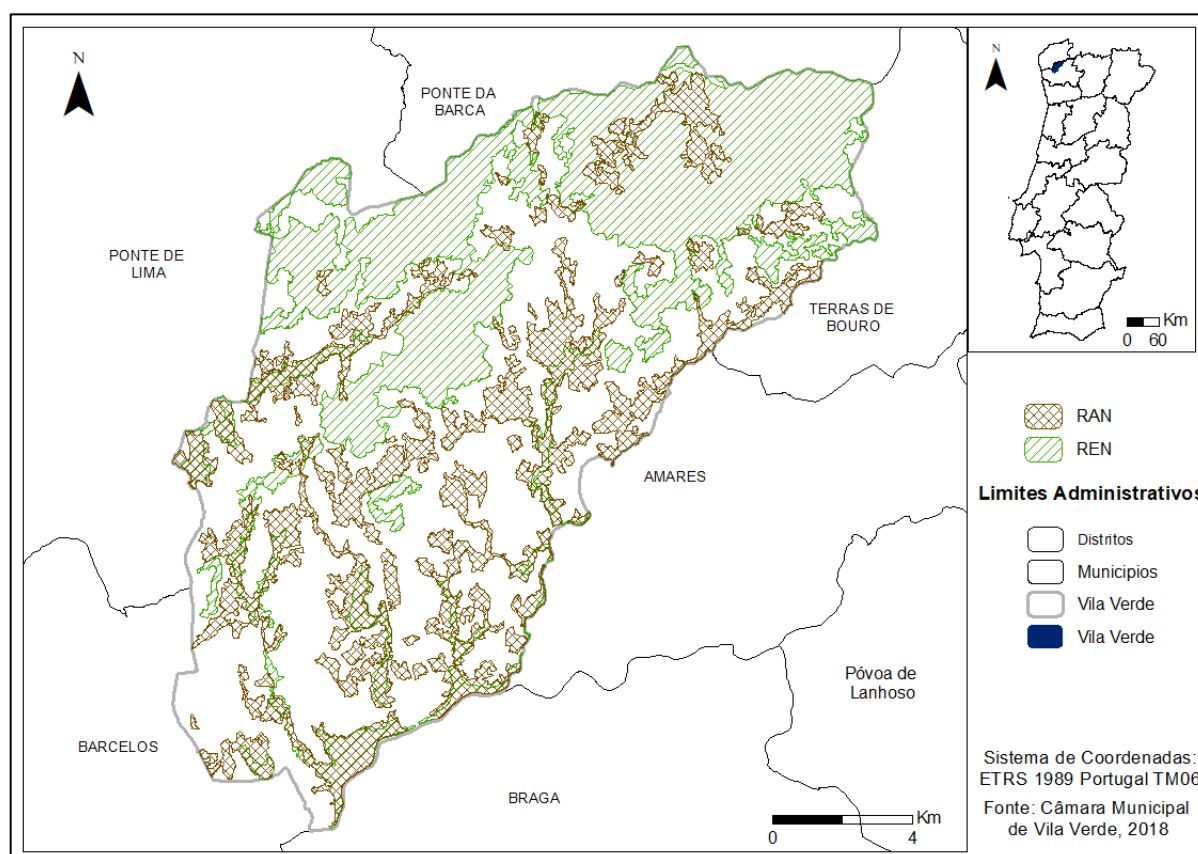 N
PONTE DA
BARCA
PONTE DE
LIMA
TERRAS DE
BOURO
AMARES
Póvoa de
Lanhoso
BARCELOS
BRAGA
Km
0 4
N
Km
0 60
RAN
REN
Limites Administrativos
Distritos
Municipios
Vila Verde
Vila Verde
Sistema de Coordenadas:
ETRS 1989 Portugal TM06
Fonte: Câmara Municipal
de Vila Verde, 2018